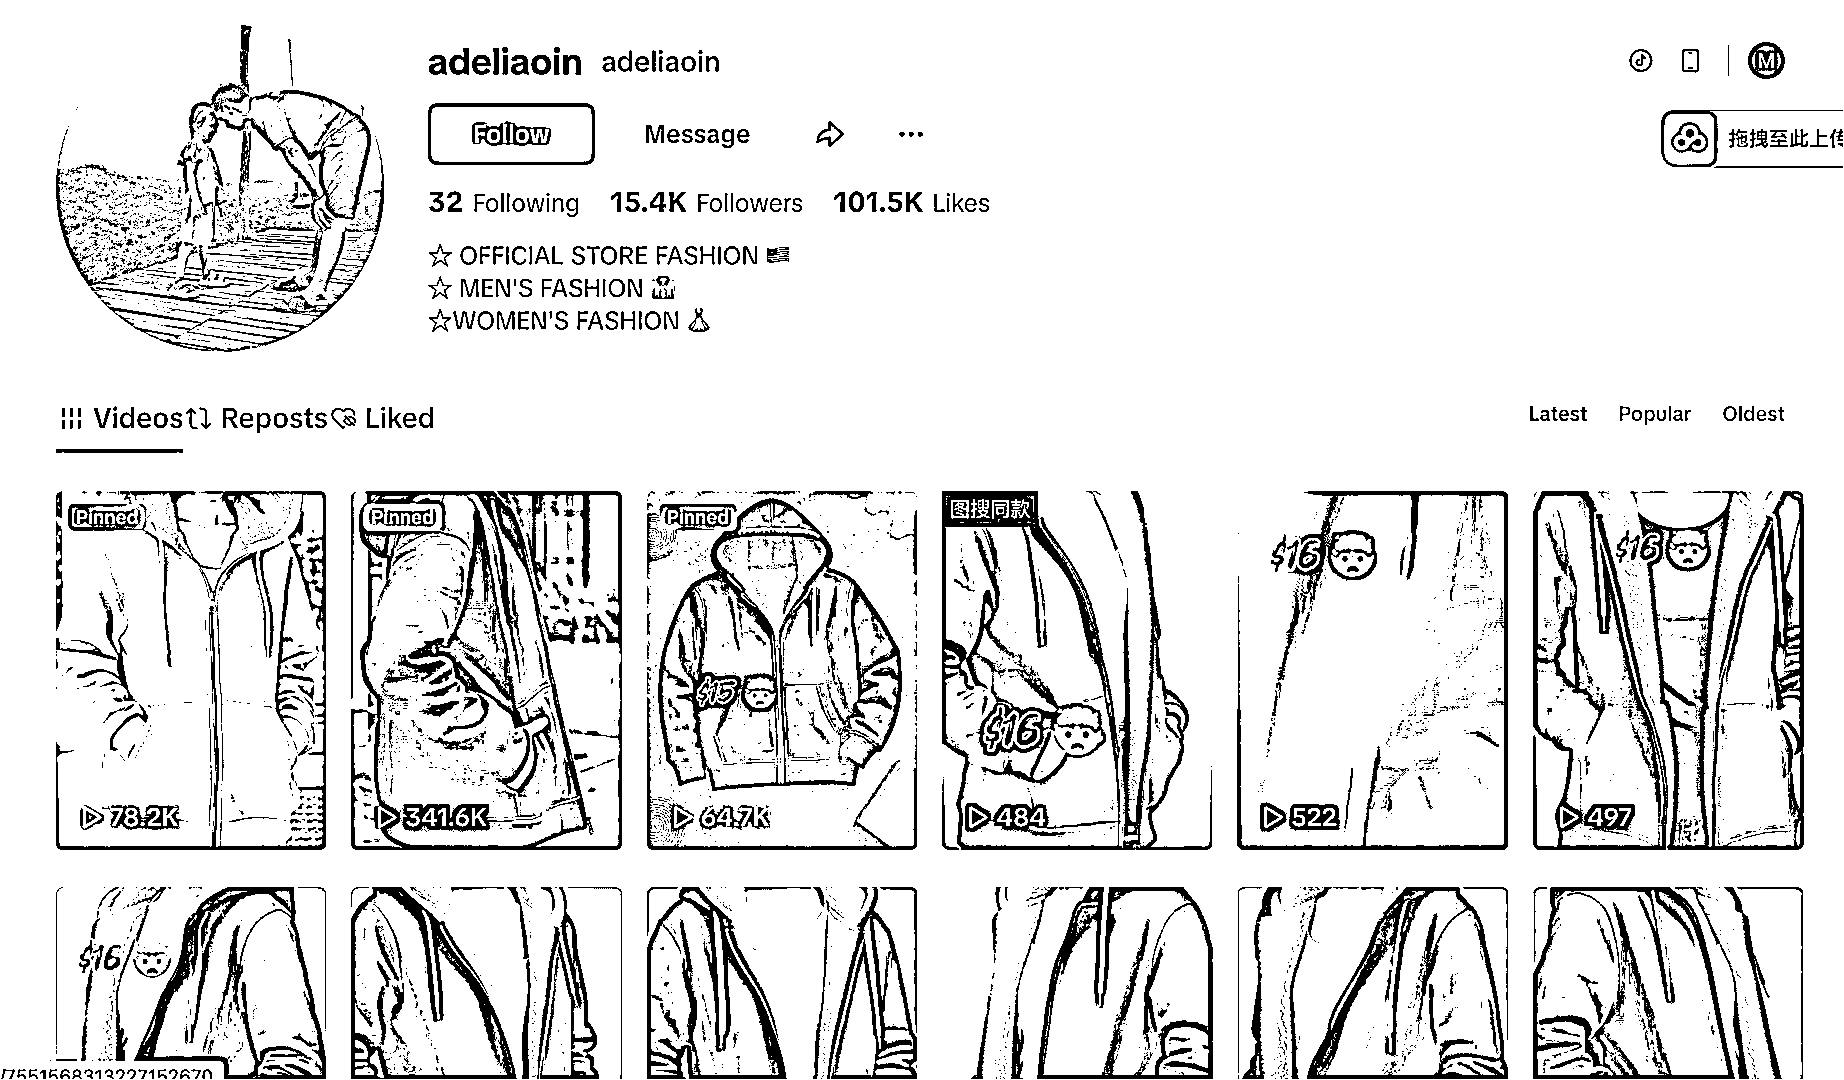 adeliaoin adeliaoin
Follow Message
拖拽至此上传
32 Following 15.4K Followers 101.5K Likes
☆ OFFICIAL STORE FASHION
☆ MEN'S FASHION
☆WOMEN'S FASHION
Videos Reposts Liked
Latest Popular Oldest
Pinned
78.2K
Pinned
341.6K
Pinned
$15
64.7K
图搜同款
$16
484
$16
522
$16
497
$16
/7551568313227152670